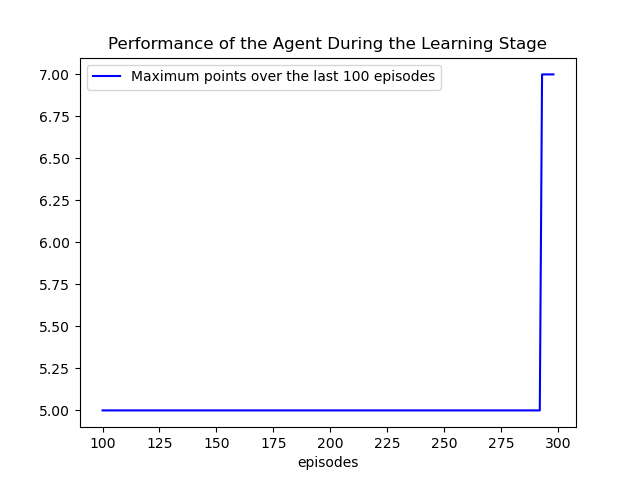 Performance of the Agent During the Learning Stage
Maximum points over the last 100 episodes
7.00
6.75
6.50
6.25
6.00
5.75
5.50
5.25
5.00
100 125 150 175 200 225 250 275 300
episodes